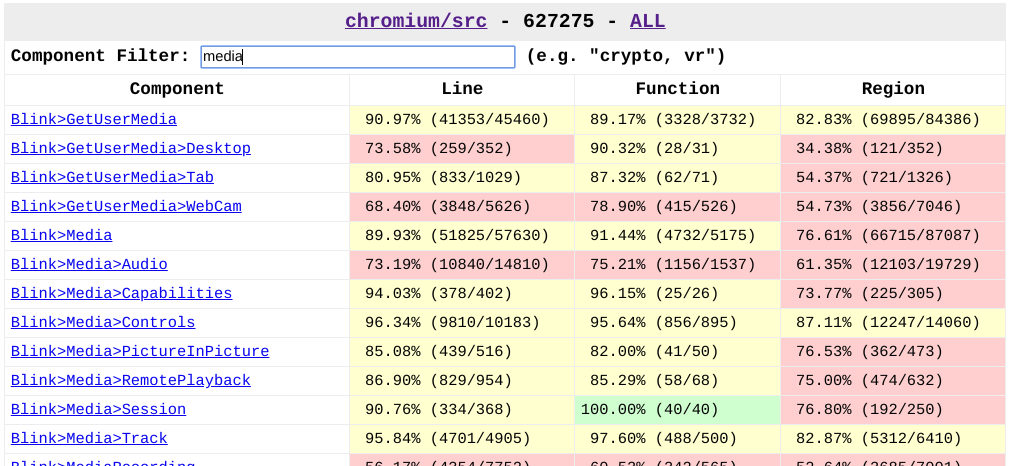 chromium/src - 627275 - ALL
Component Filter: media (e.g. "crypto, vr")
Component Line Function Region
Blink>GetUserMedia 90.97% (41353/45460) 89.17% (3328/3732) 82.83% (69895/84386)
Blink>GetUserMedia>Desktop 73.58% (259/352) 90.32% (28/31) 34.38% (121/352)
Blink>GetUserMedia>Tab 80.95% (833/1029) 87.32% (62/71) 54.37% (721/1326)
Blink>GetUserMedia>WebCam 68.40% (3848/5626) 78.90% (415/526) 54.73% (3856/7046)
Blink>Media 89.93% (51825/57630) 91.44% (4732/5175) 76.61% (66715/87087)
Blink>Media>Audio 73.19% (10840/14810) 75.21% (1156/1537) 61.35% (12103/19729)
Blink>Media>Capabilities 94.03% (378/402) 96.15% (25/26) 73.77% (225/305)
Blink>Media>Controls 96.34% (9810/10183) 95.64% (856/895) 87.11% (12247/14060)
Blink>Media>PictureInPicture 85.08% (439/516) 82.00% (41/50) 76.53% (362/473)
Blink>Media>RemotePlayback 86.90% (829/954) 85.29% (58/68) 75.00% (474/632)
Blink>Media>Session 90.76% (334/368) 100.00% (40/40) 76.80% (192/250)
Blink>Media>Track 95.84% (4701/4905) 97.60% (488/500) 82.87% (5312/6410)
Blink>MediaRecording